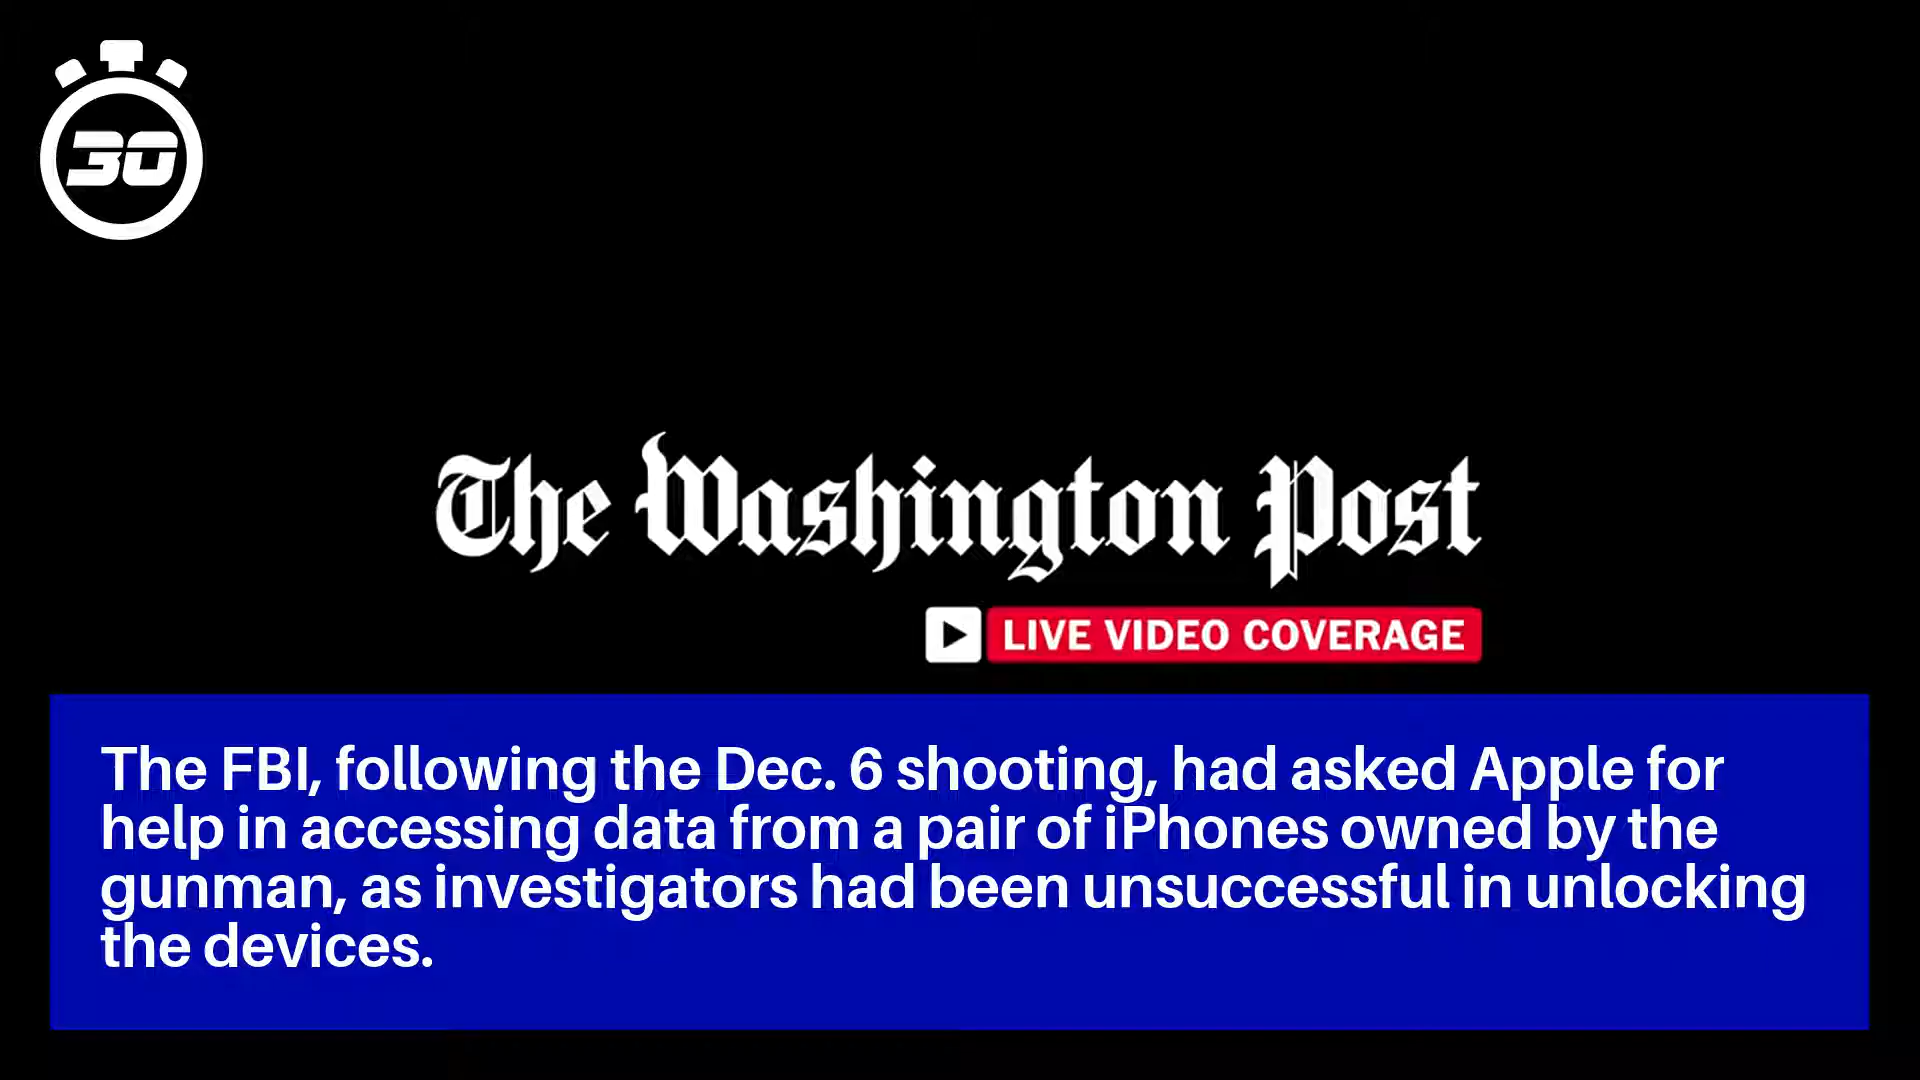 30
The Washington Post
LIVE VIDEO COVERAGE
The FBI, following the Dec. 6 shooting, had asked Apple for
help in accessing data from a pair of iPhones owned by the
gunman, as investigators had been unsuccessful in unlocking
the devices.